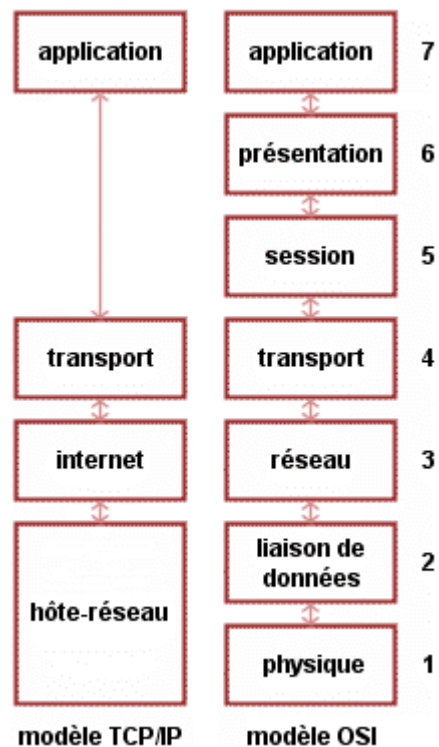 application
application
7
présentation
6
session
5
transport
transport
4
internet
réseau
3
hôte-réseau
liaison de
données
2
physique
1
modèle TCP/IP
modèle OSI